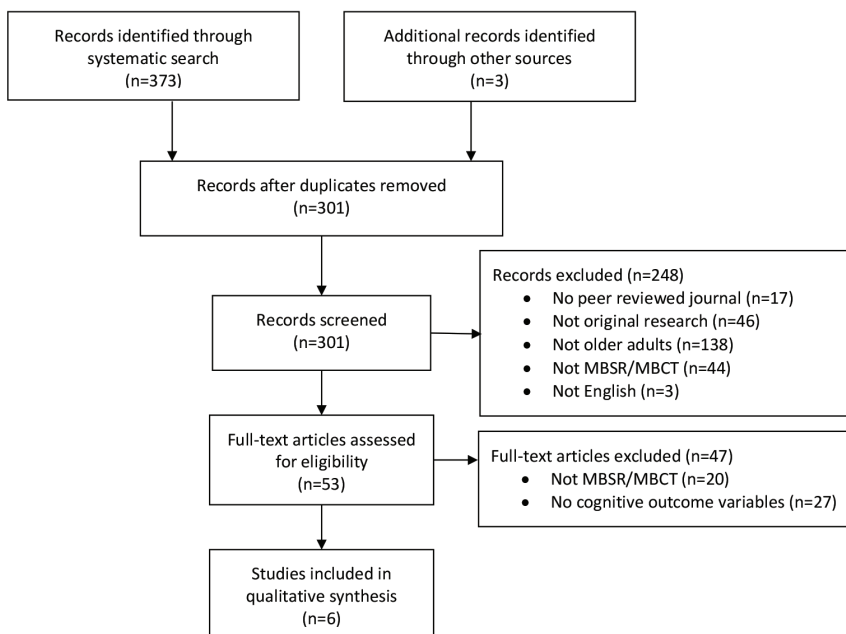 Records identified through
systematic search
(n=373)
Additional records identified
through other sources
(n=3)
Records after duplicates removed
(n=301)
Records excluded (n=248)
• No peer reviewed journal (n=17)
• Not original research (n=46)
• Not older adults (n=138)
• Not MBSR/MBCT (n=44)
• Not English (n=3)
Records screened
(n=301)
Full-text articles assessed
for eligibility
(n=53)
Full-text articles excluded (n=47)
• Not MBSR/MBCT (n=20)
• No cognitive outcome variables (n=27)
Studies included in
qualitative synthesis
(n=6)